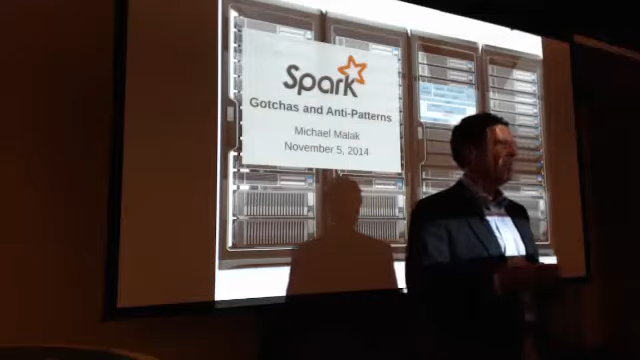 Spark
Gotchas and Anti-Patterns
Michael Malak
November 5, 2014